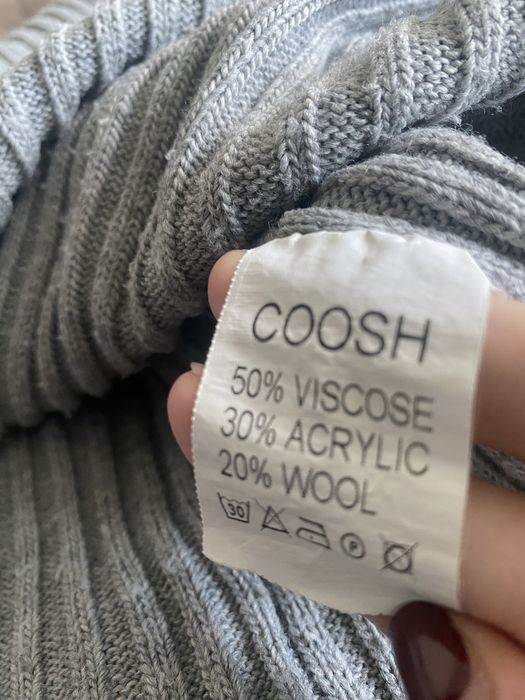 COOSH
50% VISCOSE
30% ACRYLIC
20% WOOL
30 P